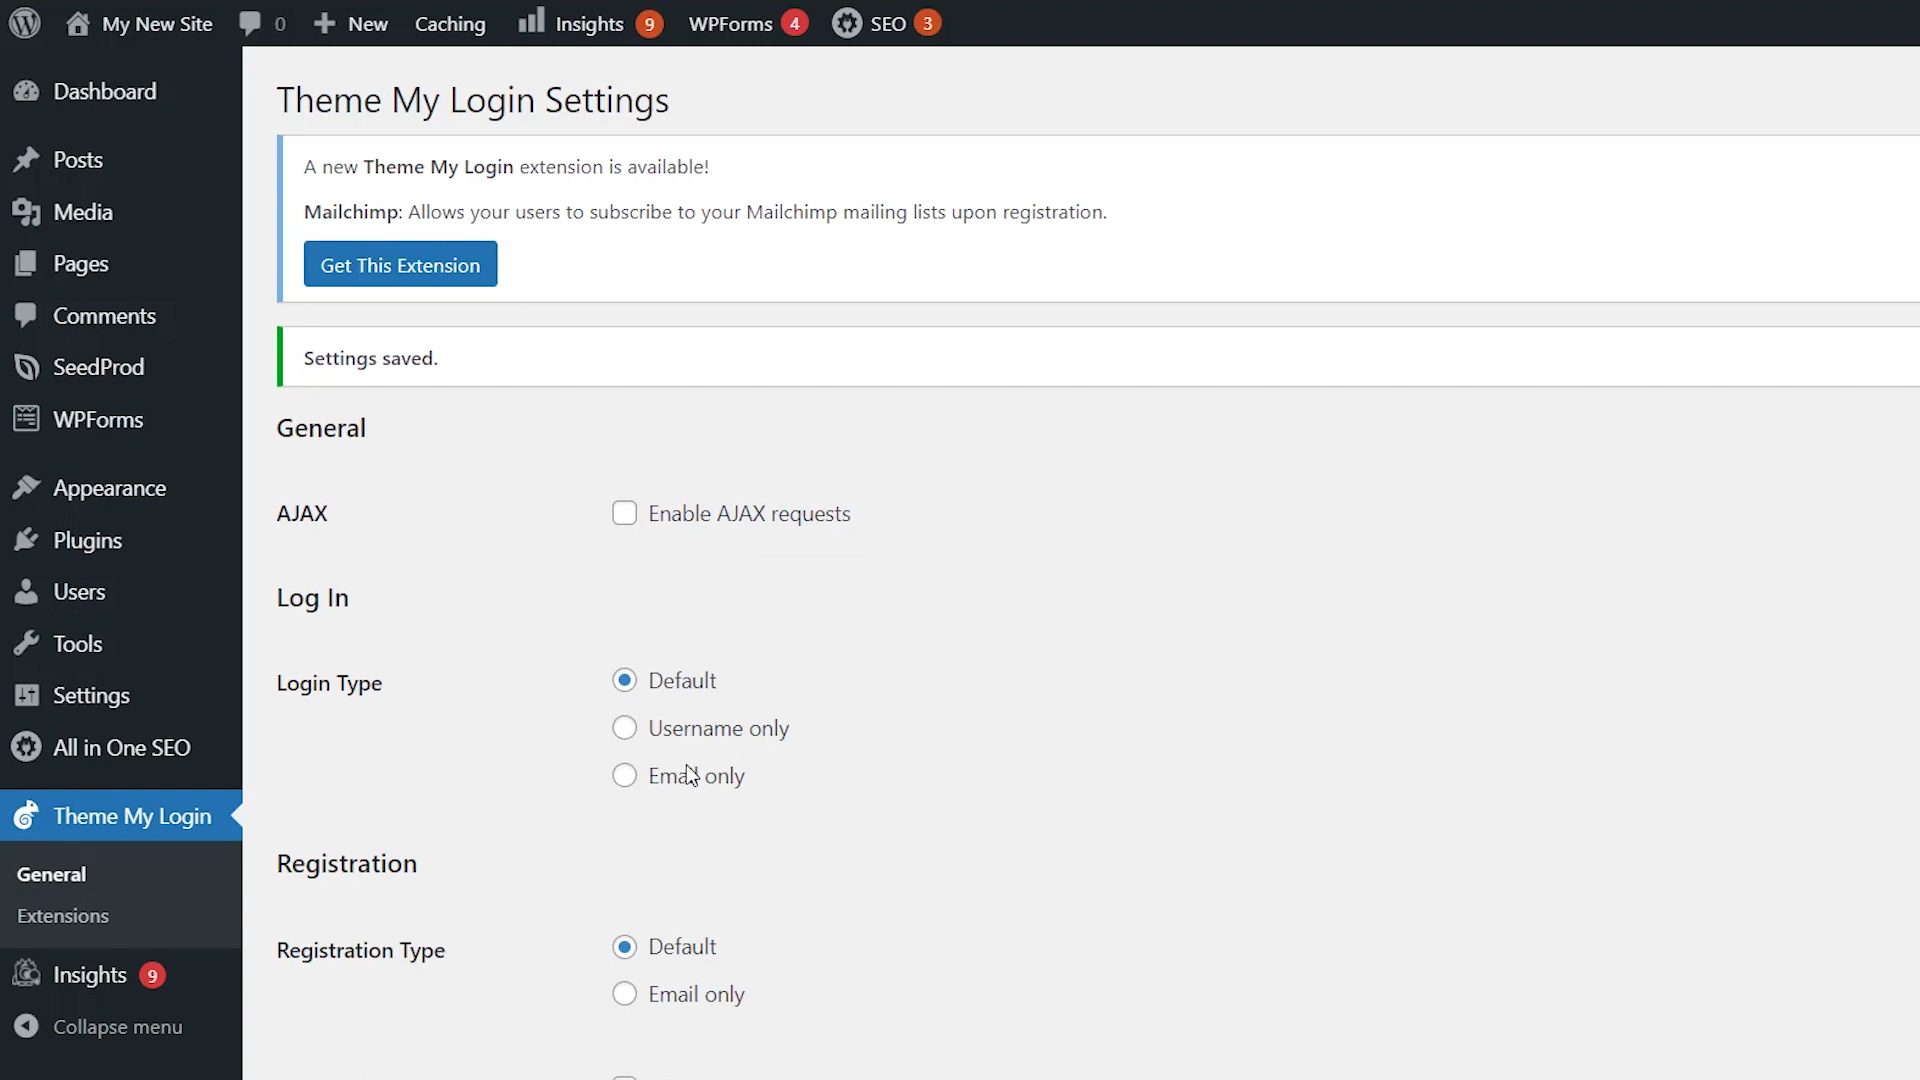 My New Site 0 New Caching Insights 9 WPForms 4 SEO 3
Dashboard
Posts
Media
Pages
Comments
SeedProd
WPForms
Appearance
Plugins
Users
Tools
Settings
All in One SEO
Theme My Login
General
Extensions
Insights 9
Collapse menu
Theme My Login Settings
A new Theme My Login extension is available!
Mailchimp: Allows your users to subscribe to your Mailchimp mailing lists upon registration.
Get This Extension
Settings saved.
General
AJAX Enable AJAX requests
Log In
Login Type Default
Username only
Email only
Registration
Registration Type Default
Email only